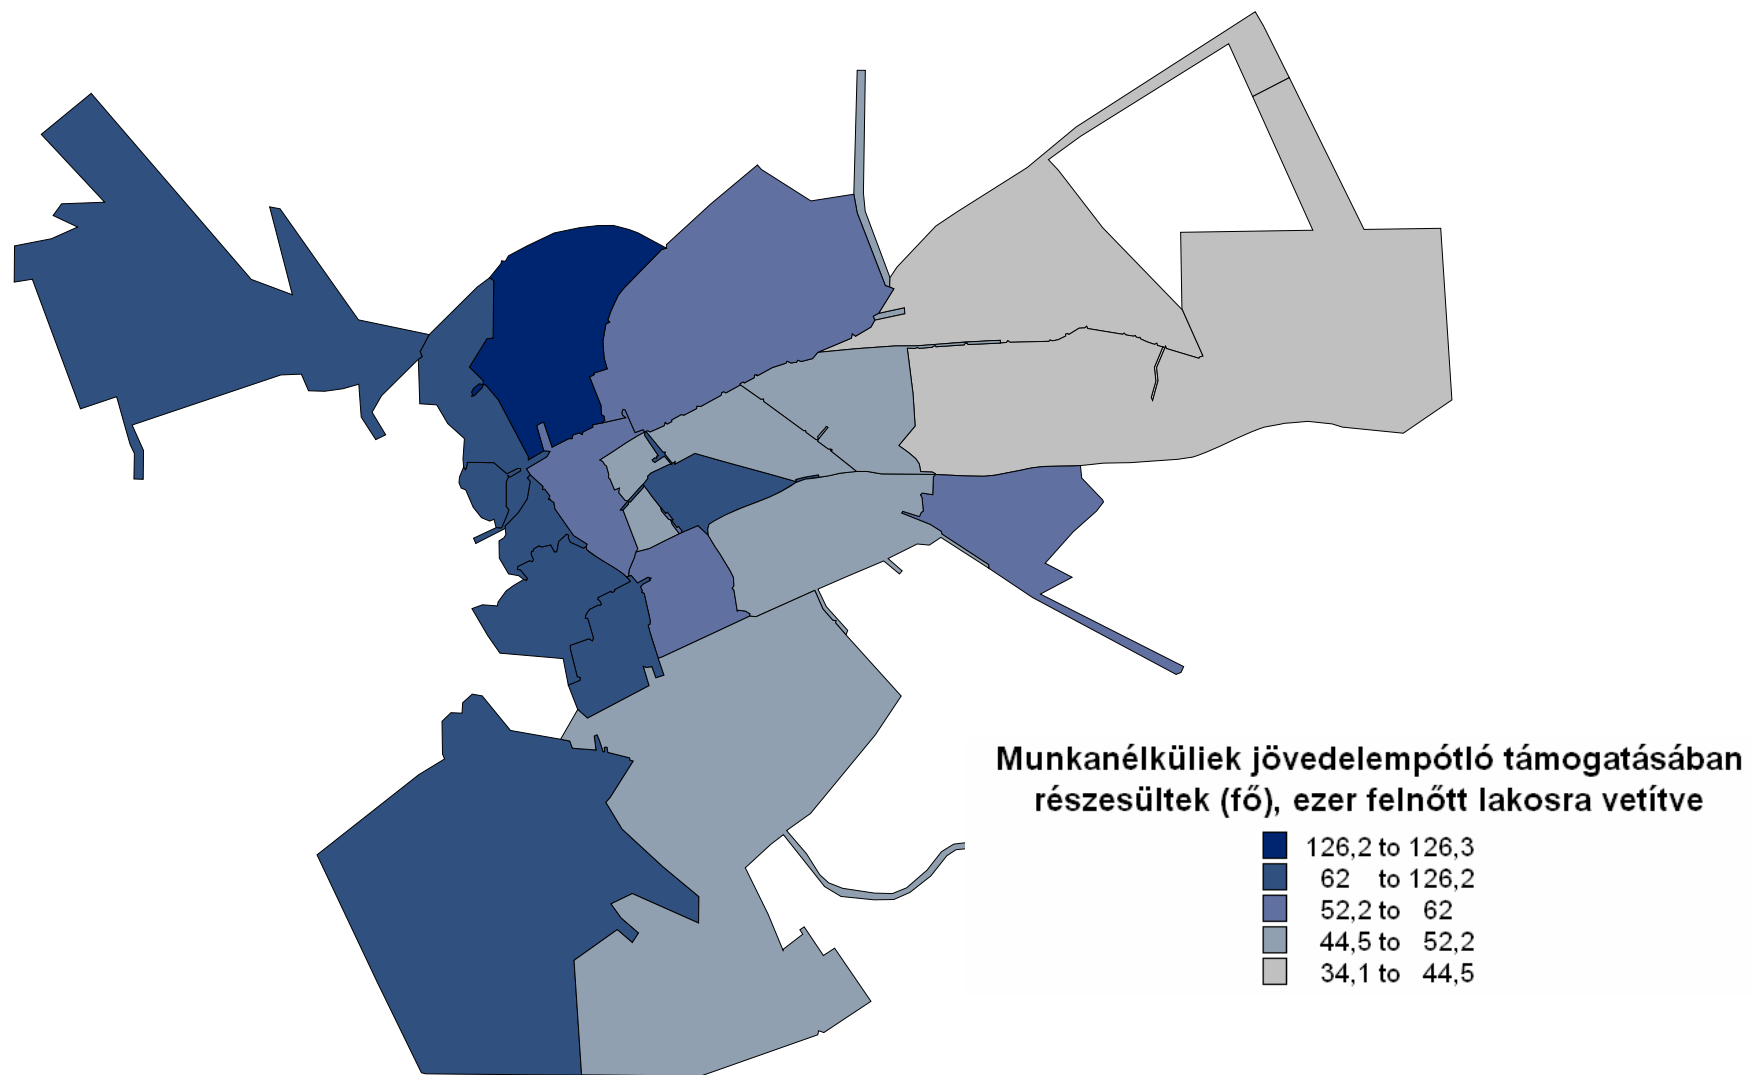 Munkanélküliek jövedelempótló támogatásában
részesültek (fő), ezer felnőtt lakosra vetítve
126,2 to 126,3
62 to 126,2
52,2 to 62
44,5 to 52,2
34,1 to 44,5